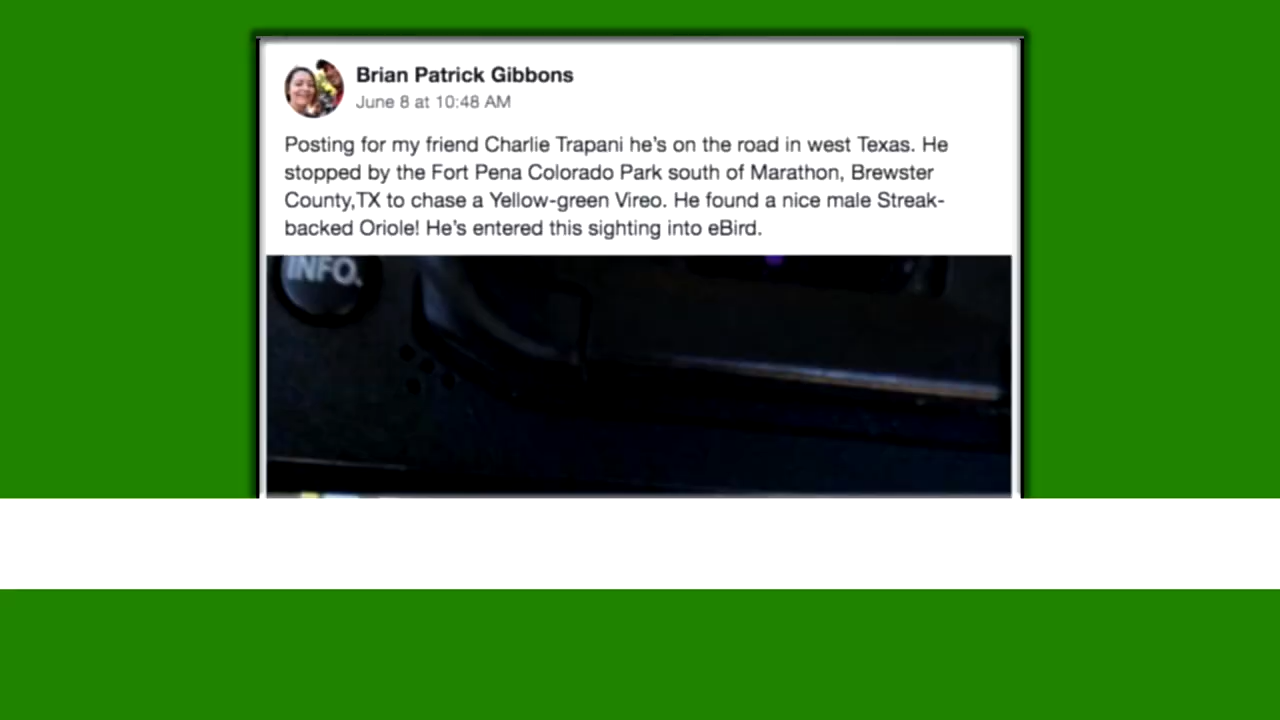 Brian Patrick Gibbons
June 8 at 10:48 AM
Posting for my friend Charlie Trapani he's on the road in west Texas. He
stopped by the Fort Pena Colorado Park south of Marathon, Brewster
County,TX to chase a Yellow-green Vireo. He found a nice male Streak-
backed Oriole! He's entered this sighting into eBird.
INFO.